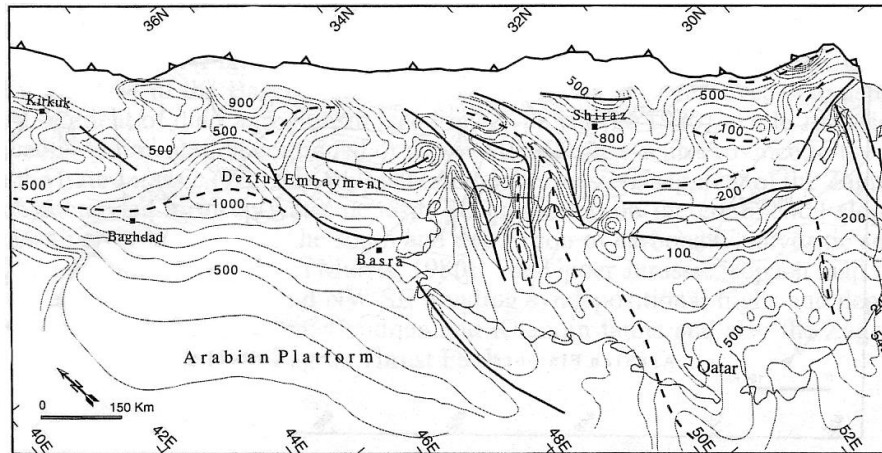 36N 34N 32N 30N
Kirkuk 900 500 Shiraz 500 500
500 800 100
500 Dezful Embayment 200
1000 200
Baghdad Basra 100
500 500
Arabian Platform Qatar
N
0 150 Km
40E 42E 44E 46E 48E 50E 52E